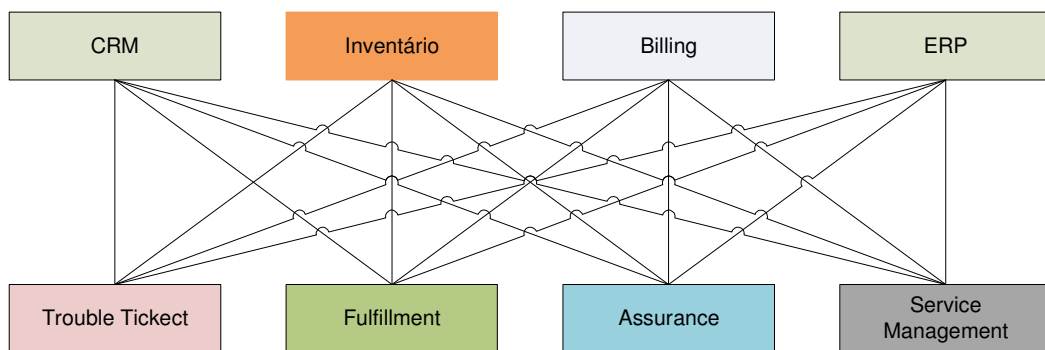 CRM
Inventário
Billing
ERP
Trouble Tickect
Fulfillment
Assurance
Service
Management